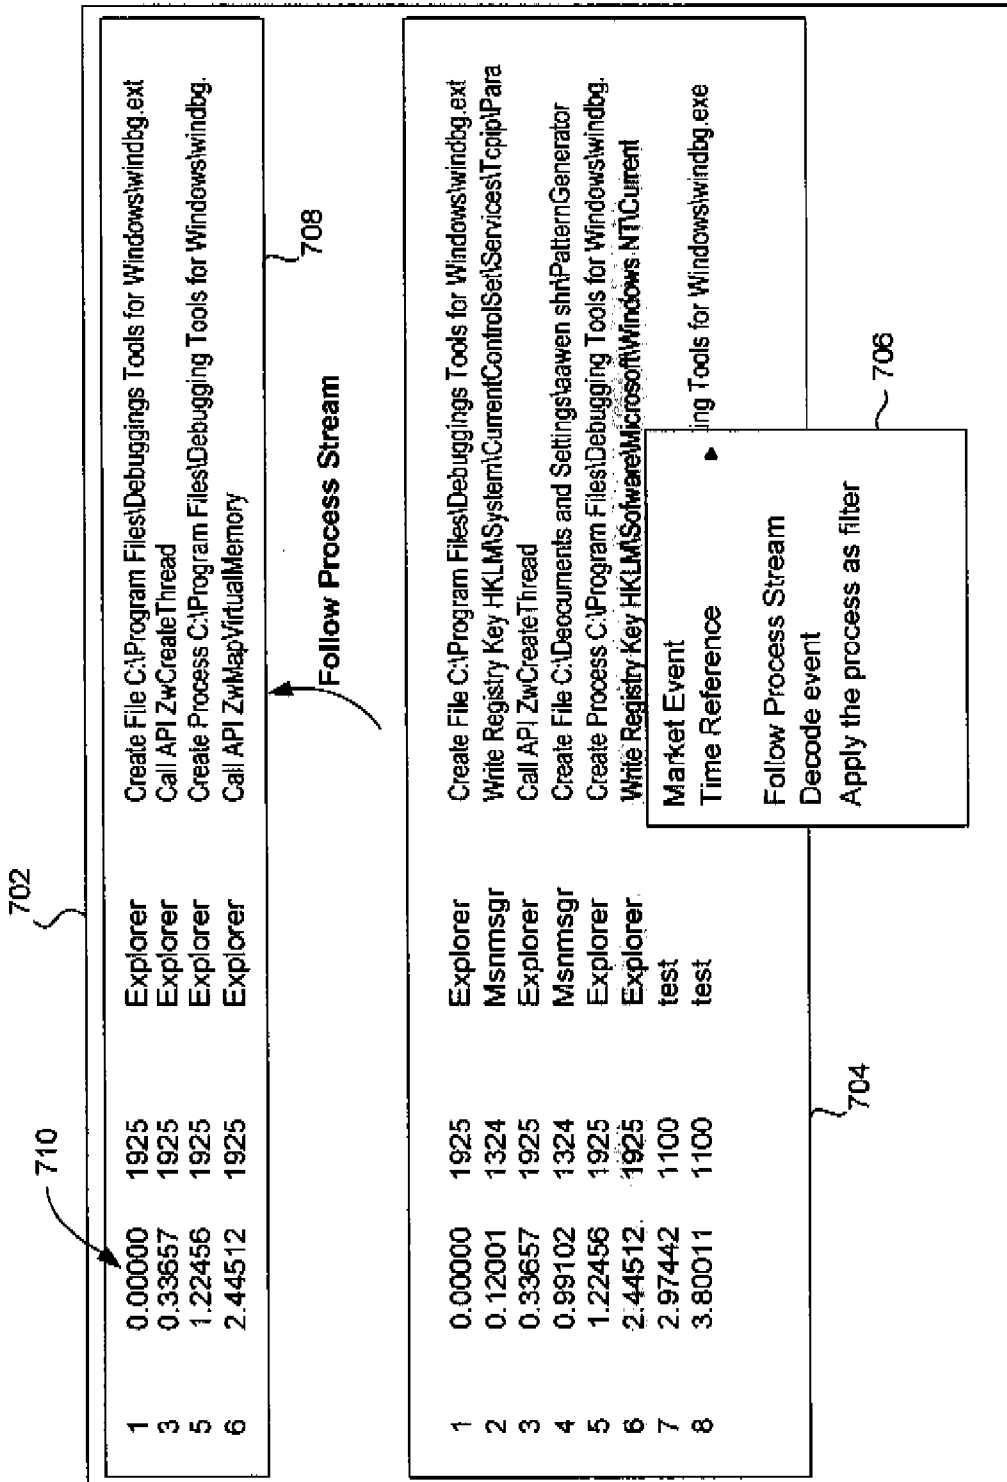 702
710
1 0.00000 1925 Explorer Create File C:\Program Files\Debuggings Tools for Windows\windbg.ext
3 0.33657 1925 Explorer Call API ZwCreateThread
5 1.22456 1925 Explorer Create Process C:\Program Files\Debugging Tools for Windows\windbg.
6 2.44512 1925 Explorer Call API ZwMapVirtualMemory
708
Follow Process Stream
1 0.00000 1925 Explorer Create File C:\Program Files\Debuggings Tools for Windows\windbg.ext
2 0.12001 1324 Msnmsgr Write Registry Key HKLM\System\CurrentControlSet\Services\Tcpip\Para
3 0.33657 1925 Explorer Call API ZwCreateThread
4 0.99102 1324 Msnmsgr Create File C:\Deocuments and Settings\aawen shr\PatternGenerator
5 1.22456 1925 Explorer Create Process C:\Program Files\Debugging Tools for Windows\windbg.
6 2.44512 1925 Explorer Write Registry Key HKLM\Sofware\Microsoft\Windows NT\Current
7 2.97442 1100 test
8 3.80011 1100 test ing Tools for Windows\windbg.exe
Market Event
Time Reference ▶
Follow Process Stream
Decode event
Apply the process as filter
704
706